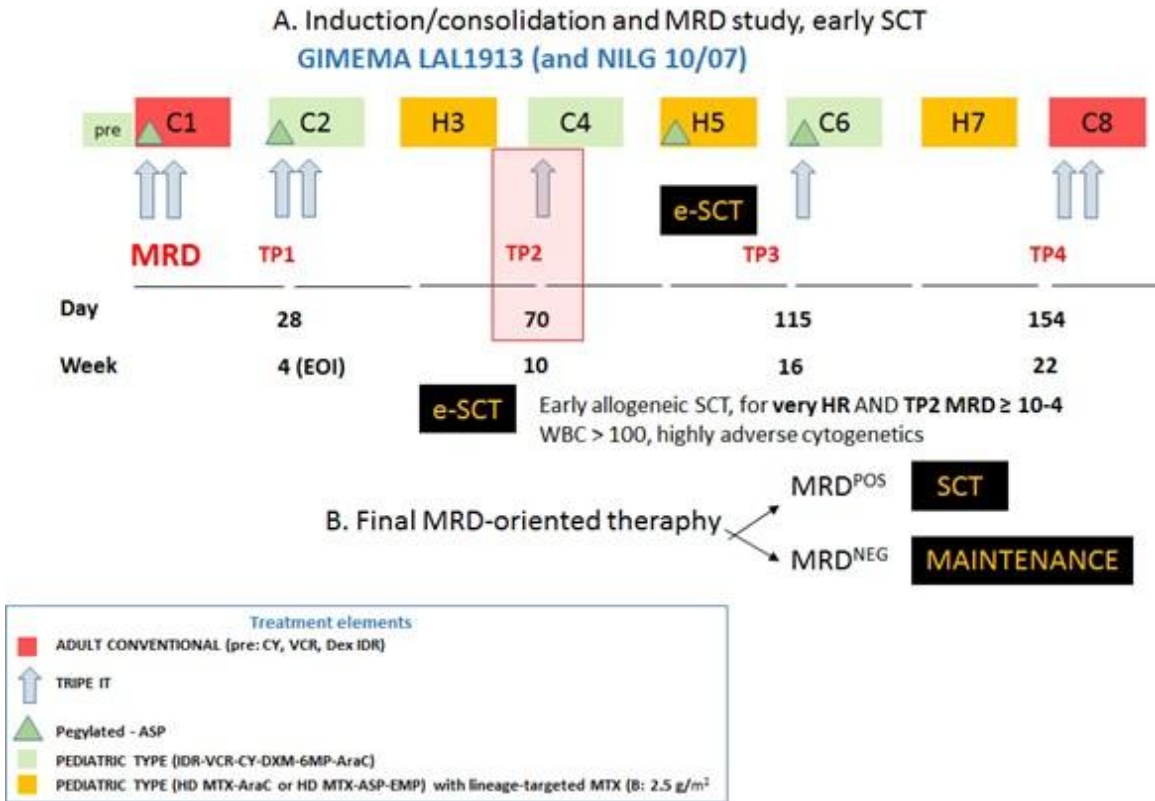 A. Induction/consolidation and MRD study, early SCT
GIMEMA LAL1913 (and NILG 10/07)
pre C1 C2 H3 C4 H5 C6 H7 C8
e-SCT
MRD TP1 TP2 TP3 TP4
Day 28 70 115 154
Week 4 (EOI) 10 16 22
e-SCT Early allogeneic SCT, for very HR AND TP2 MRD ≥ 10-4
WBC > 100, highly adverse cytogenetics
MRDPOS SCT
B. Final MRD-oriented theraphy
MRDNEG MAINTENANCE
Treatment elements
ADULT CONVENTIONAL (pre: CY, VCR, Dex IDR)
TRIPE IT
Pegylated - ASP
PEDIATRIC TYPE (IDR-VCR-CY-DXM-6MP-AraC)
PEDIATRIC TYPE (HD MTX-AraC or HD MTX-ASP-EMP) with lineage-targeted MTX (B: 2.5 g/m²